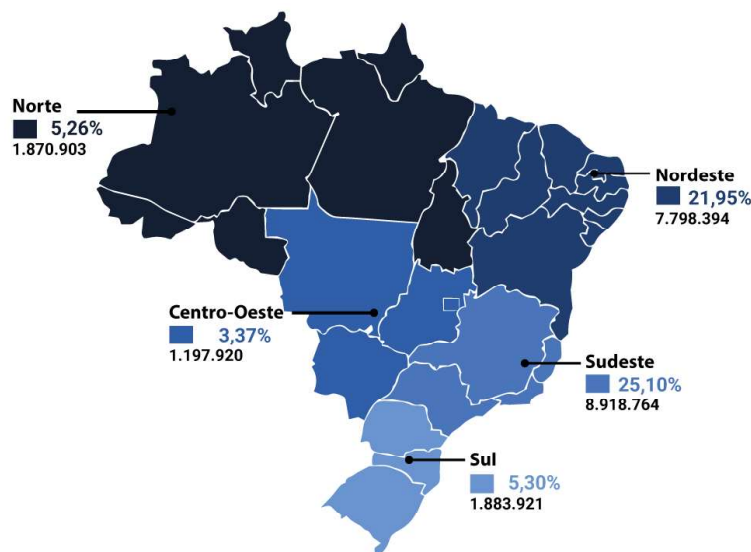 Norte
5,26%
1.870.903
Nordeste
21,95%
7.798.394
Centro-Oeste
3,37%
1.197.920
Sudeste
25,10%
8.918.764
Sul
5,30%
1.883.921